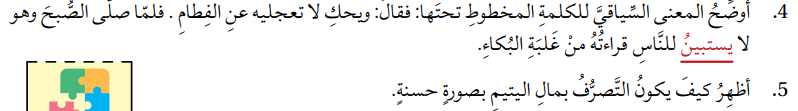 4. أوضِّحُ المعنى السِّياقيَّ للكلمةِ المخطوطِ تحتَها: فقالَ: ويحكِ لا تعجليه عنِ الفِطامِ . فلمّا صلّى الصُّبحَ وهو
لا يستبينُ للنَّاسِ قراءتُهُ منْ غَلَبَةِ البُكاءِ.
5. أظهِرُ كيفَ يكونُ التَّصرُّفُ بمالِ اليتيمِ بصورةٍ حسنةٍ.